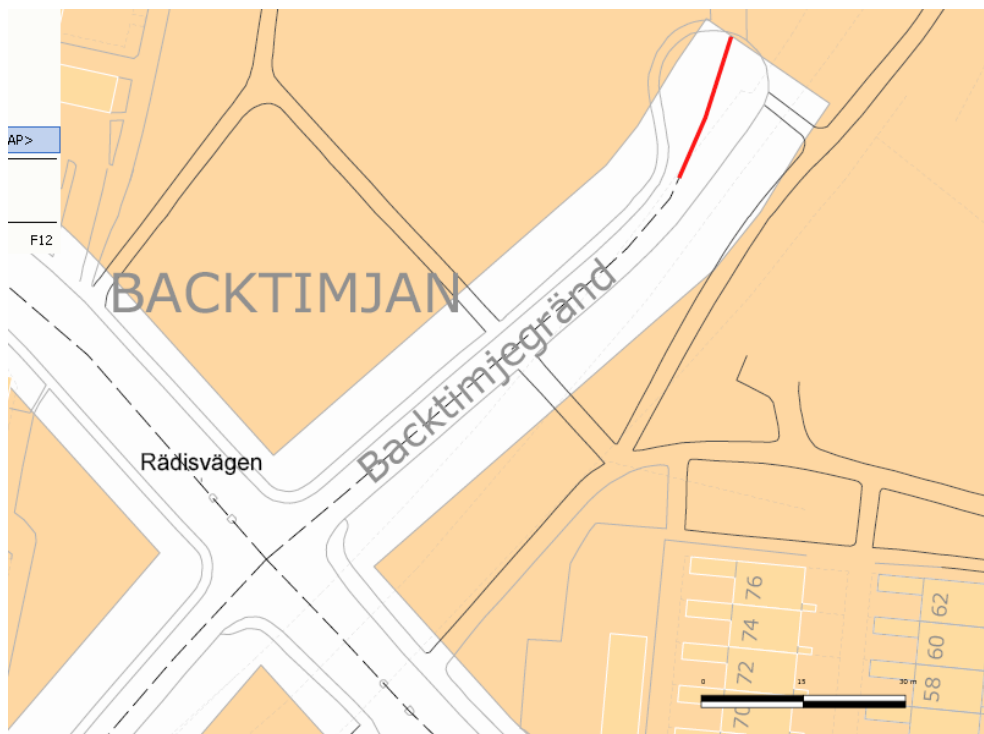 AP>
F12
BACKTIMJAN
Backtimjegränd
Rädisvägen
76
74
72
70
62
60
58
0 15 30 m